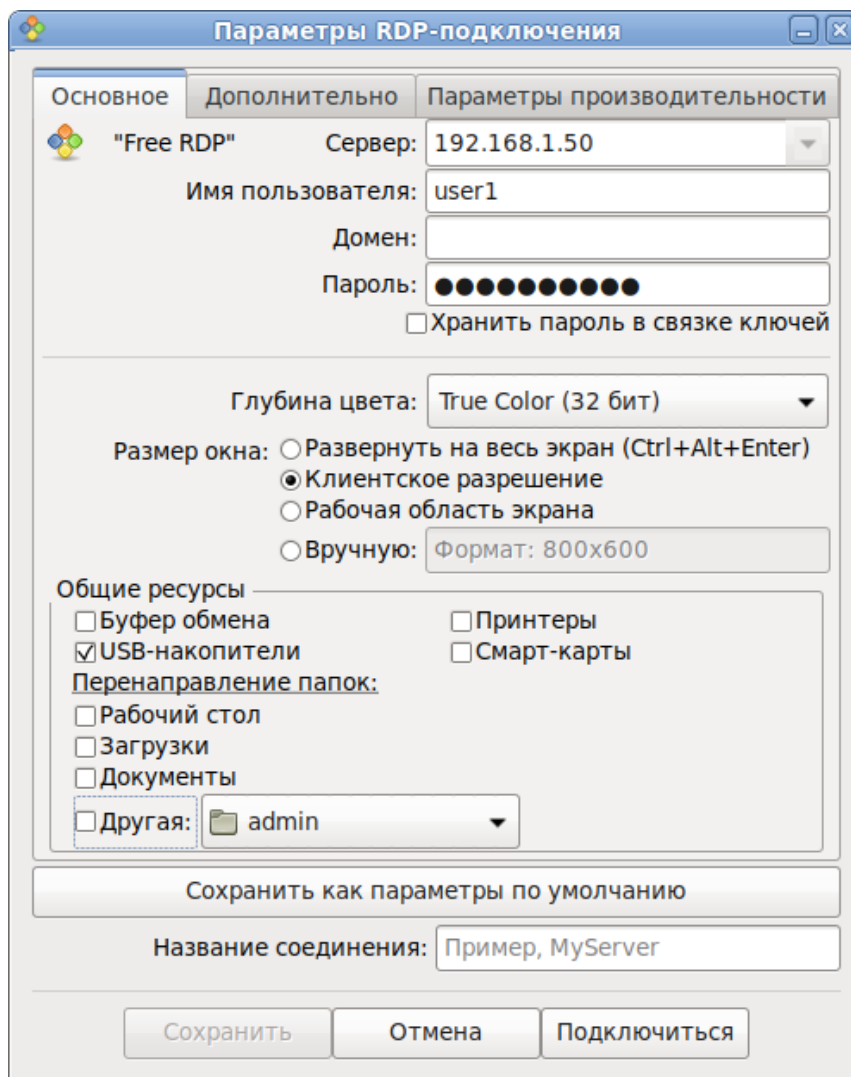 Параметры RDP-подключения
Основное Дополнительно Параметры производительности
"Free RDP" Сервер: 192.168.1.50
Имя пользователя: user1
Домен:
Пароль: ●●●●●●●●●●
Хранить пароль в связке ключей
Глубина цвета: True Color (32 бит)
Размер окна: Развернуть на весь экран (Ctrl+Alt+Enter)
Клиентское разрешение
Рабочая область экрана
Вручную: Формат: 800x600
Общие ресурсы
Буфер обмена Принтеры
USB-накопители Смарт-карты
Перенаправление папок:
Рабочий стол
Загрузки
Документы
Другая: admin
Сохранить как параметры по умолчанию
Название соединения: Пример, MyServer
Сохранить Отмена Подключиться